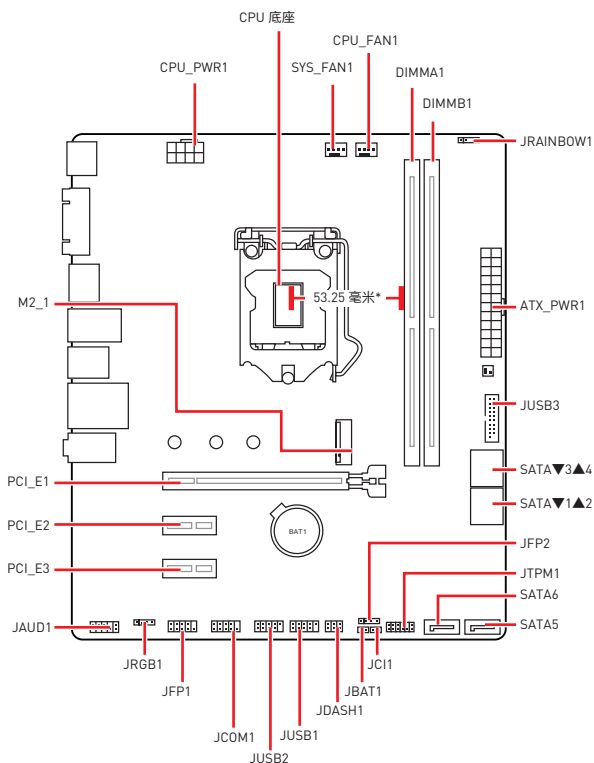 CPU 底座
CPU_FAN1
CPU_PWR1
SYS_FAN1
DIMMA1
DIMMB1
JRAINBOW1
M2_1
53.25 毫米*
ATX_PWR1
JUSB3
SATA▼3▲4
PCI_E1
SATA▼1▲2
PCI_E2
BAT1
JFP2
PCI_E3
JTPM1
SATA6
JAUD1
SATA5
JRGB1
JCI1
JFP1
JBAT1
JDASH1
JCOM1
JUSB1
JUSB2